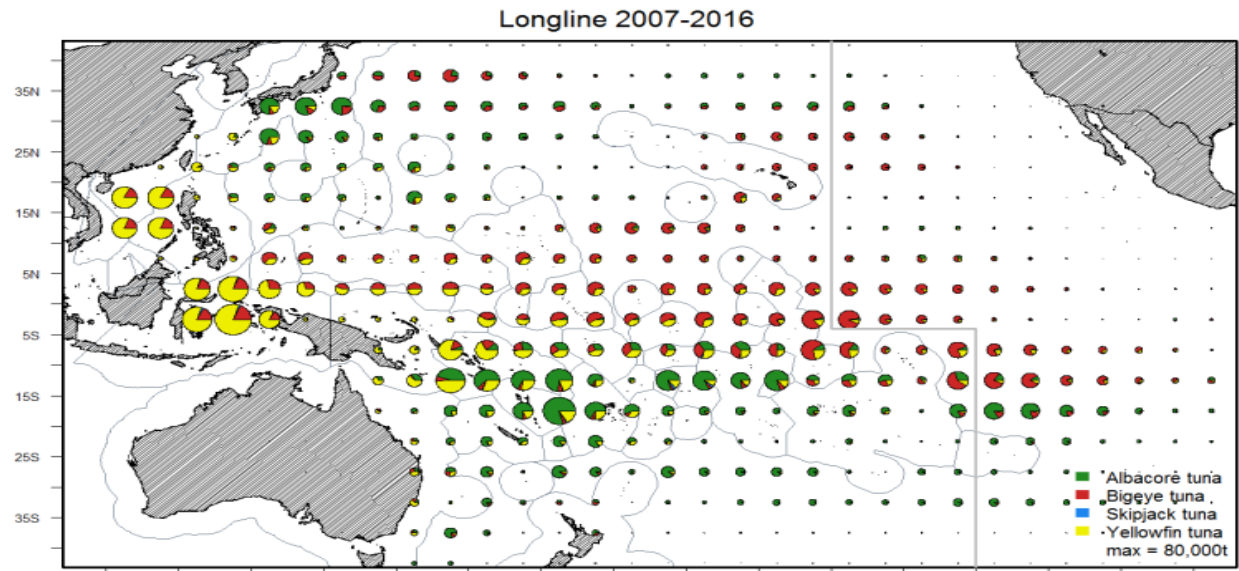 Longline 2007-2016
35N
25N
15N
5N
5S
15S
25S
35S
Albacore tuna
Bigeye tuna
Skipjack tuna
Yellowfin tuna
max = 80,000t